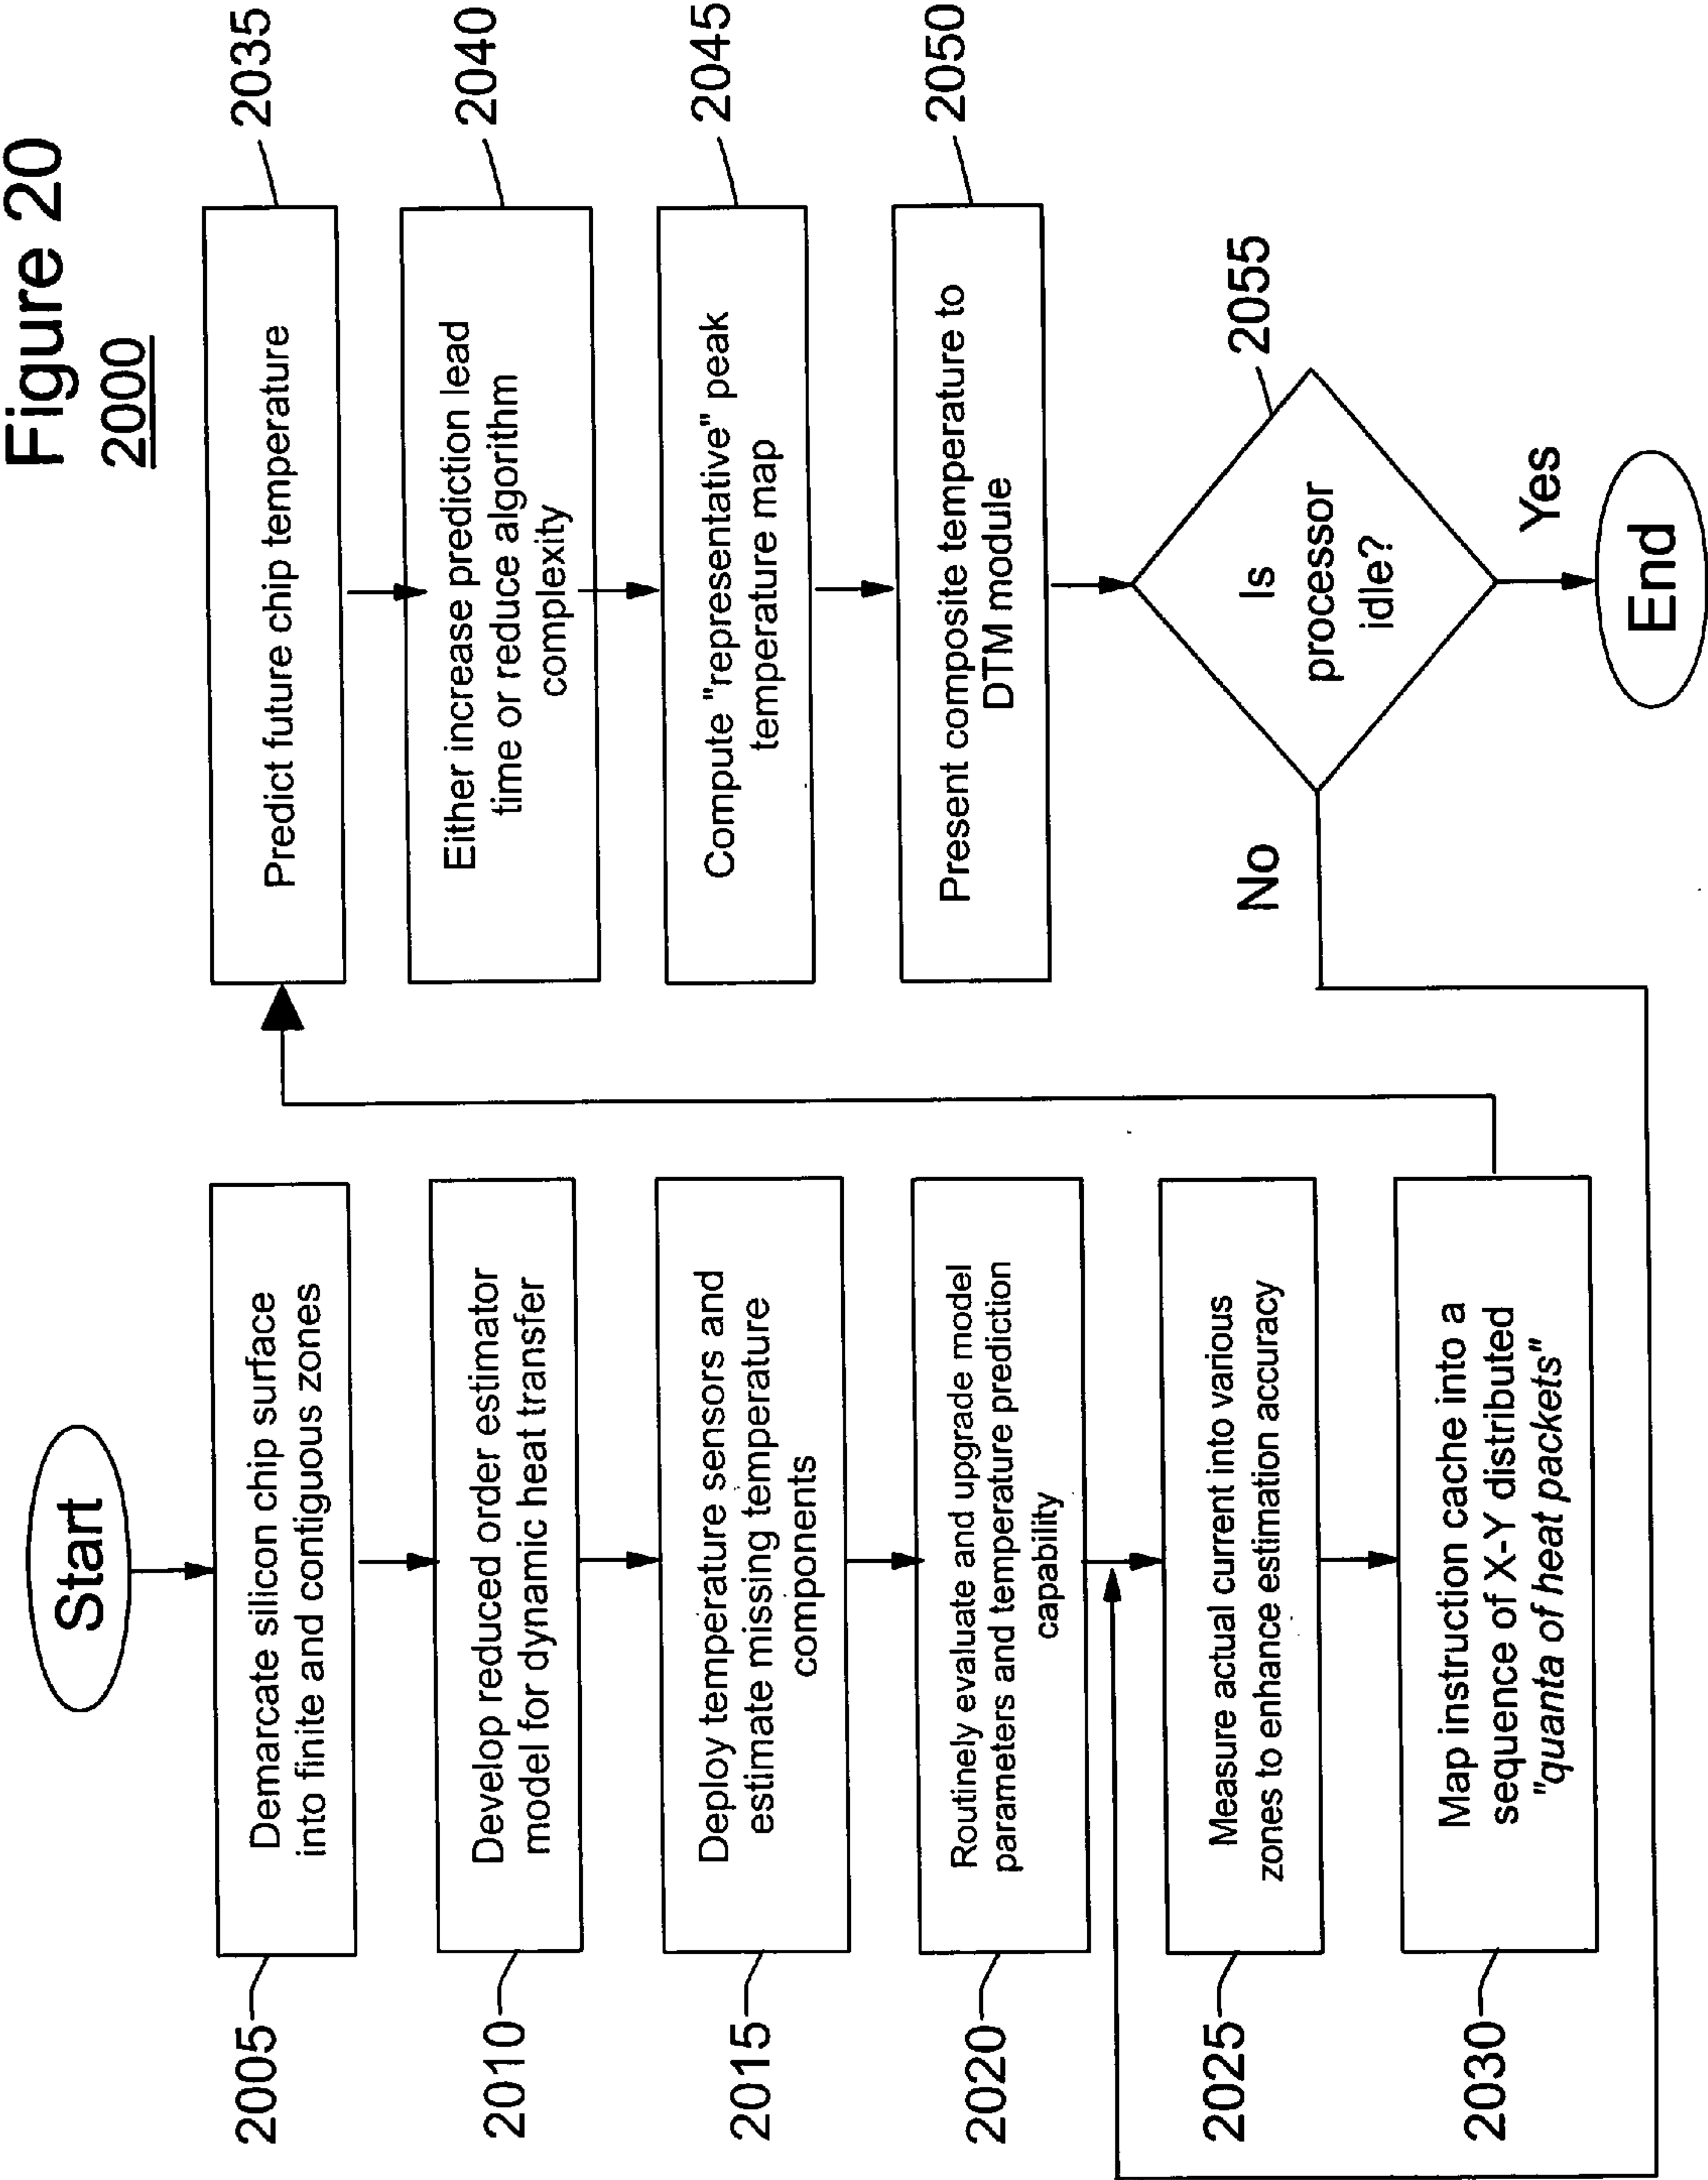 Figure 20
2000
Start
2005
Demarcate silicon chip surface
into finite and contiguous zones
2010
Develop reduced order estimator
model for dynamic heat transfer
2015
Deploy temperature sensors and
estimate missing temperature
components
2020
Routinely evaluate and upgrade model
parameters and temperature prediction
capability
2025
Measure actual current into various
zones to enhance estimation accuracy
2030
Map instruction cache into a
sequence of X-Y distributed
"quanta of heat packets"
2035
Predict future chip temperature
2040
Either increase prediction lead
time or reduce algorithm
complexity
2045
Compute "representative" peak
temperature map
2050
Present composite temperature to
DTM module
2055
Is
processor
idle?
No
Yes
End